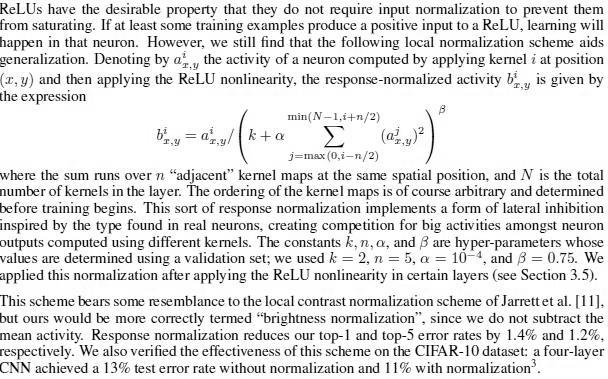 ReLUs have the desirable property that they do not require input normalization to prevent them
from saturating. If at least some training examples produce a positive input to a ReLU, learning will
happen in that neuron. However, we still find that the following local normalization scheme aids
generalization. Denoting by a^i_{x,y} the activity of a neuron computed by applying kernel i at position
(x, y) and then applying the ReLU nonlinearity, the response-normalized activity b^i_{x,y} is given by
the expression
b^i_{x,y} = a^i_{x,y} / ( k + α ∑_{j=max(0,i−n/2)}^{min(N−1,i+n/2)} (a^j_{x,y})^2 )^β
where the sum runs over n “adjacent” kernel maps at the same spatial position, and N is the total
number of kernels in the layer. The ordering of the kernel maps is of course arbitrary and determined
before training begins. This sort of response normalization implements a form of lateral inhibition
inspired by the type found in real neurons, creating competition for big activities amongst neuron
outputs computed using different kernels. The constants k, n, α, and β are hyper-parameters whose
values are determined using a validation set; we used k = 2, n = 5, α = 10^{−4}, and β = 0.75. We
applied this normalization after applying the ReLU nonlinearity in certain layers (see Section 3.5).
This scheme bears some resemblance to the local contrast normalization scheme of Jarrett et al. [11],
but ours would be more correctly termed “brightness normalization”, since we do not subtract the
mean activity. Response normalization reduces our top-1 and top-5 error rates by 1.4% and 1.2%,
respectively. We also verified the effectiveness of this scheme on the CIFAR-10 dataset: a four-layer
CNN achieved a 13% test error rate without normalization and 11% with normalization^3.